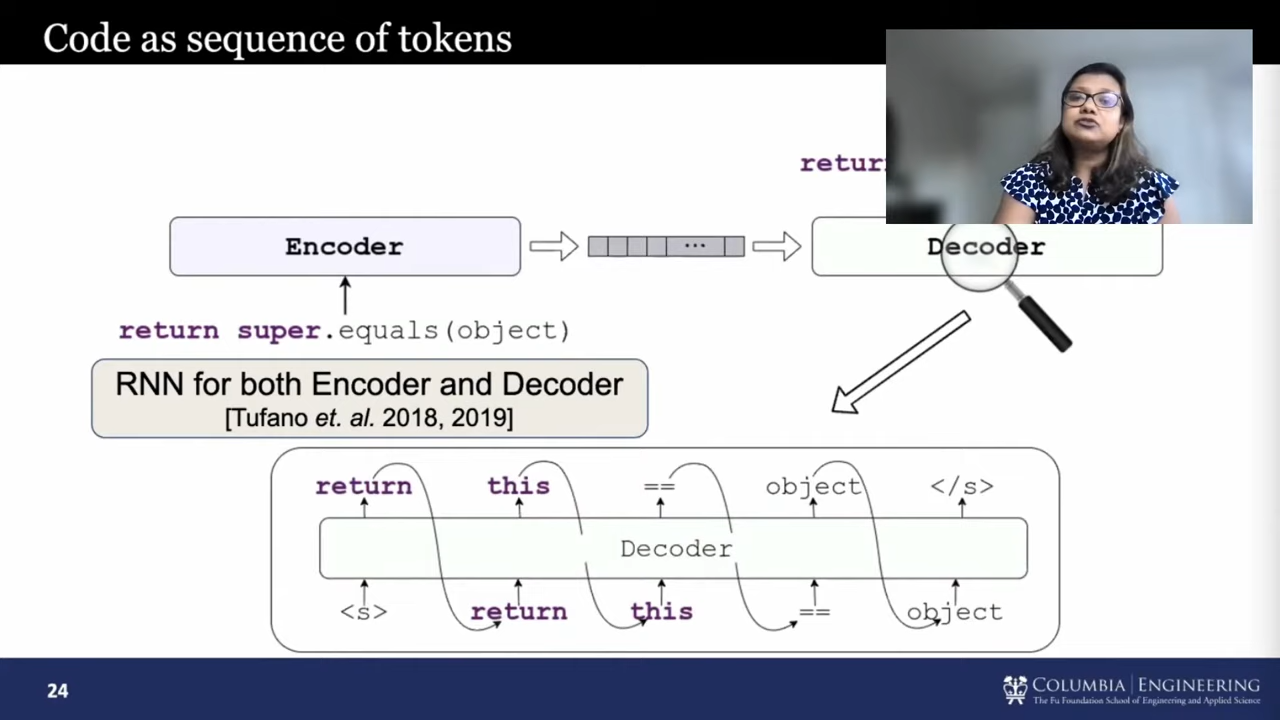 Code as sequence of tokens
Encoder
...
Decoder
return super.equals(object)
RNN for both Encoder and Decoder
[Tufano et. al. 2018, 2019]
return this == object </s>
Decoder
<s> return this == object
24
COLUMBIA | ENGINEERING
The Fu Foundation School of Engineering and Applied Science